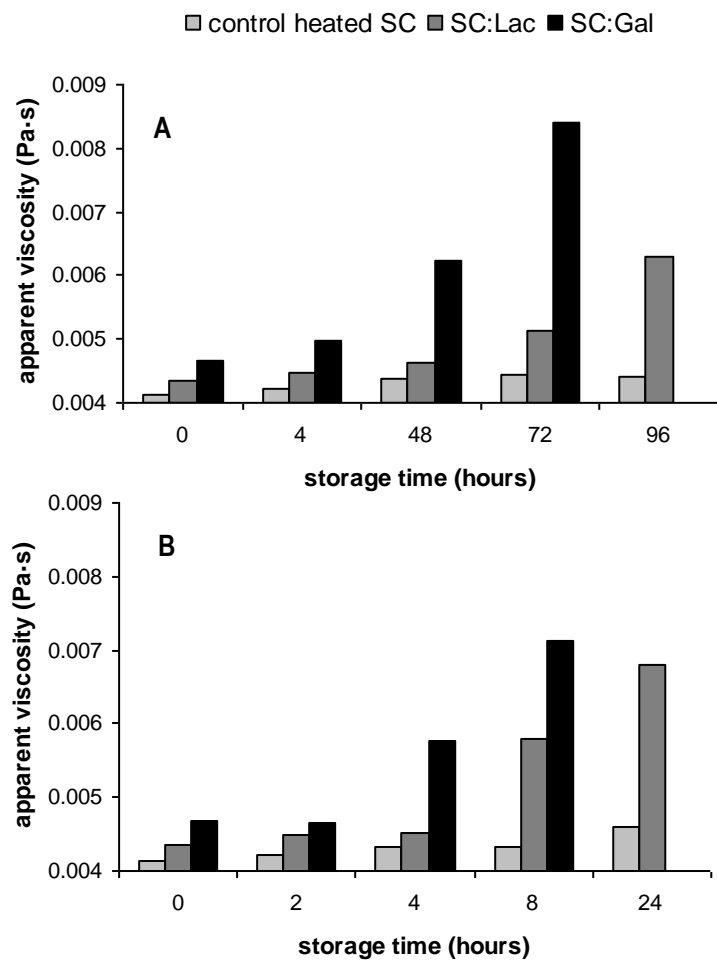 control heated SC SC:Lac SC:Gal
A
apparent viscosity (Pa·s)
0.009
0.008
0.007
0.006
0.005
0.004
0 4 48 72 96
storage time (hours)
B
apparent viscosity (Pa·s)
0.009
0.008
0.007
0.006
0.005
0.004
0 2 4 8 24
storage time (hours)